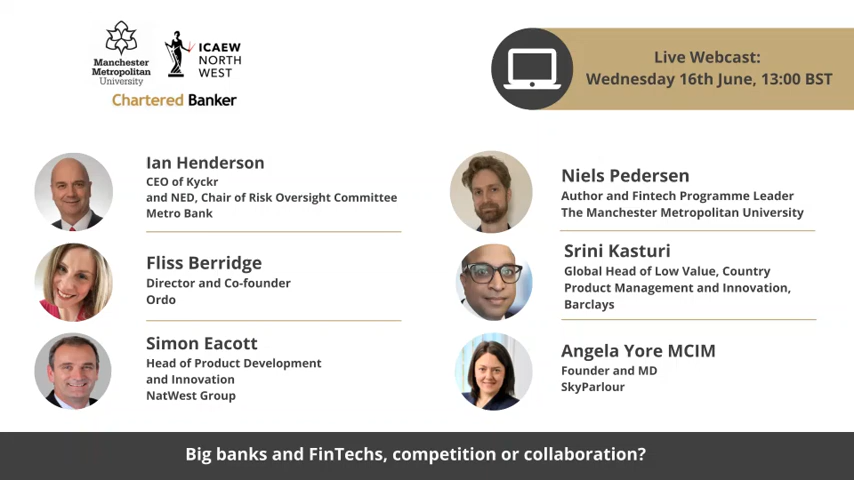 Manchester
Metropolitan
University
ICAEW
NORTH
WEST
Chartered Banker
Live Webcast:
Wednesday 16th June, 13:00 BST
Ian Henderson
CEO of Kyckr
and NED, Chair of Risk Oversight Committee
Metro Bank
Fliss Berridge
Director and Co-founder
Ordo
Simon Eacott
Head of Product Development
and Innovation
NatWest Group
Niels Pedersen
Author and Fintech Programme Leader
The Manchester Metropolitan University
Srini Kasturi
Global Head of Low Value, Country
Product Management and Innovation,
Barclays
Angela Yore MCIM
Founder and MD
SkyParlour
Big banks and FinTechs, competition or collaboration?